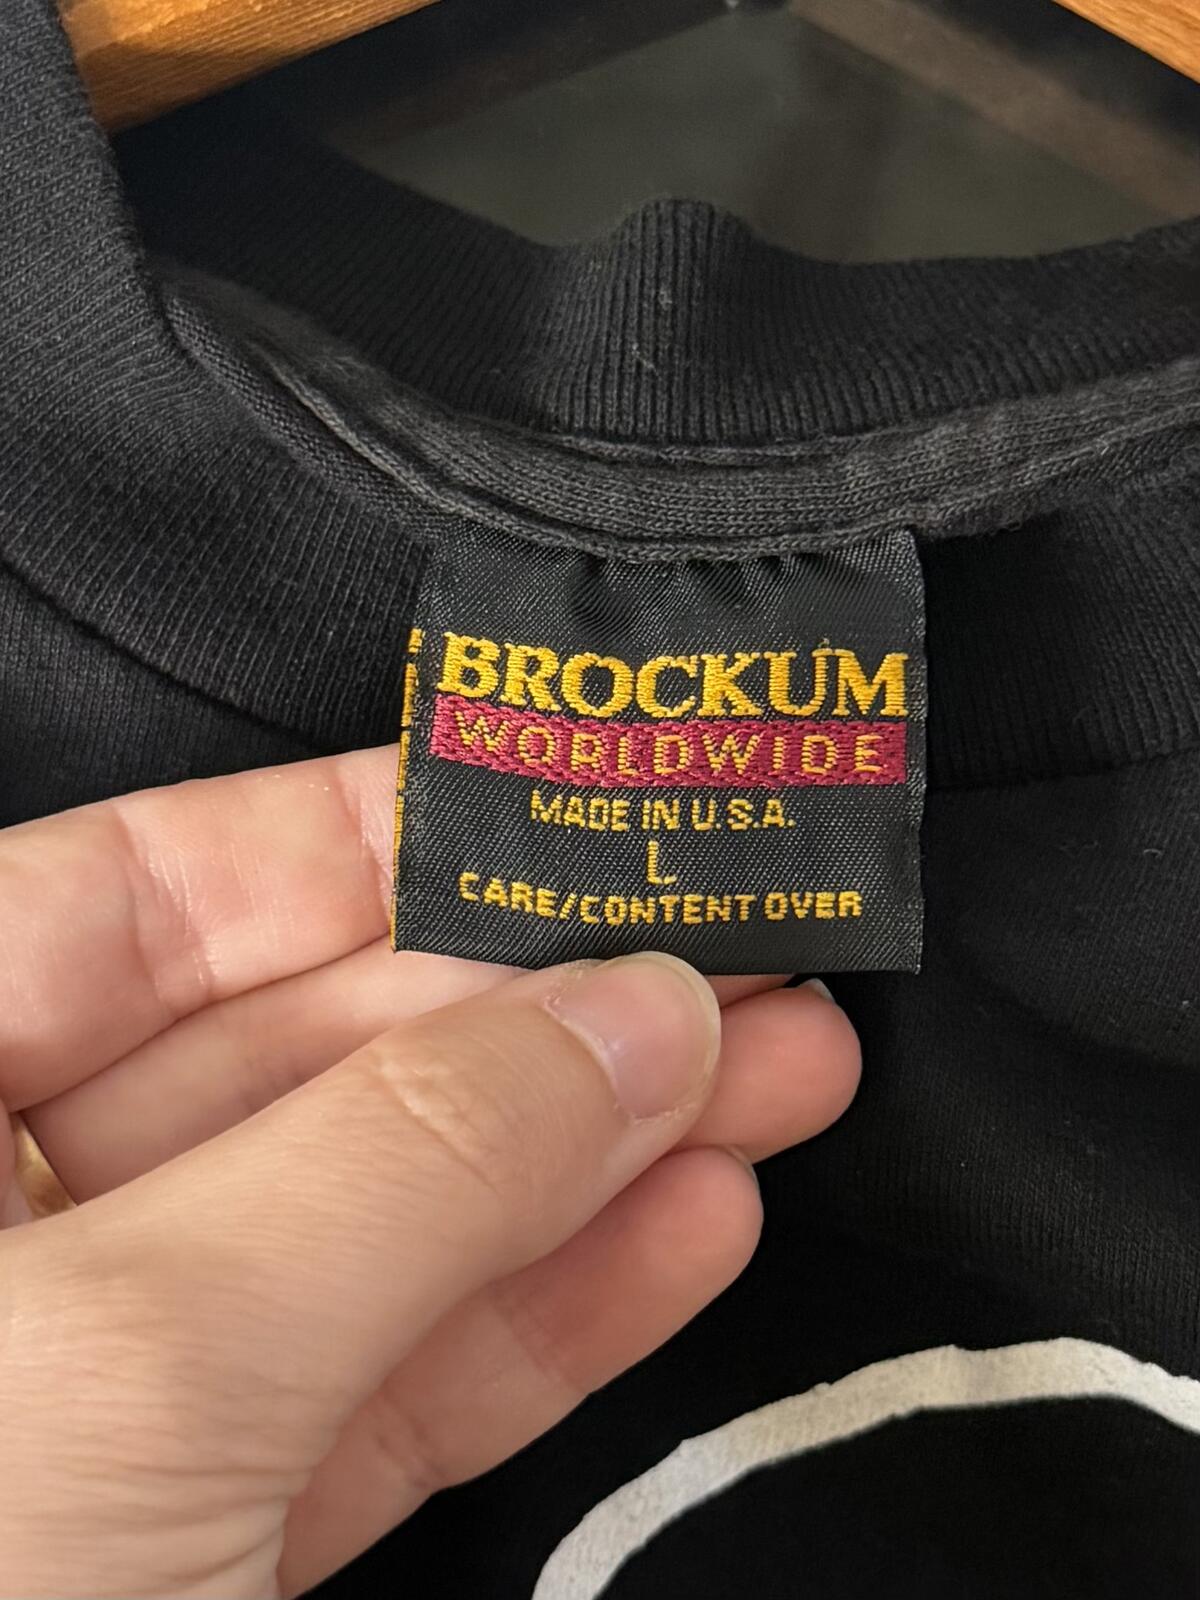 BROCKUM
WORLDWIDE
MADE IN U.S.A.
L
CARE/CONTENT OVER